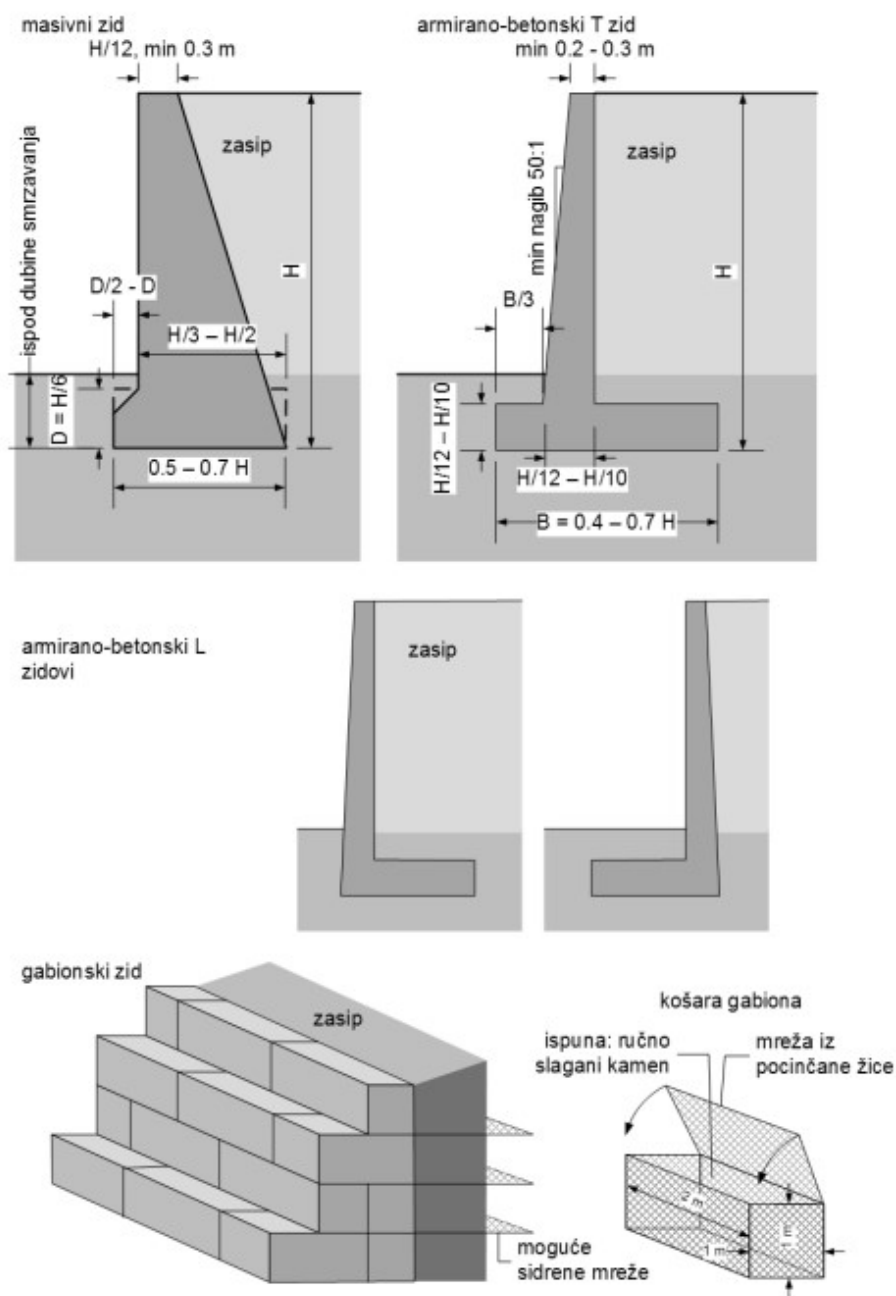 masivni zid
H/12, min 0.3 m
ispod dubine smrzavanja
zasip
H
D/2 - D
H/3 – H/2
D = H/6
0.5 – 0.7 H
armirano-betonski T zid
min 0.2 - 0.3 m
zasip
min nagib 50:1
H
B/3
H/12 – H/10
H/12 – H/10
B = 0.4 – 0.7 H
armirano-betonski L
zidovi
zasip
gabionski zid
zasip
moguće
sidrene mreže
košara gabiona
ispuna: ručno
slagani kamen
mreža iz
pocinčane žice
2 m
1 m
1 m